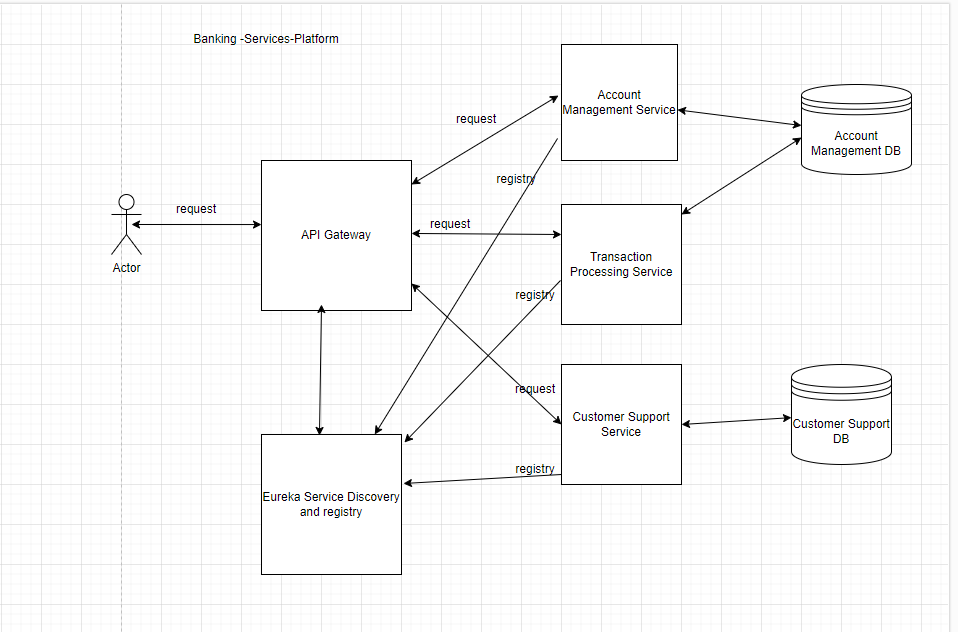 Banking -Services-Platform
Account
Management Service
request
Account
Management DB
registry
request
request
API Gateway
Actor
Transaction
Processing Service
registry
request
Customer Support
Service
Customer Support
DB
registry
Eureka Service Discovery
and registry